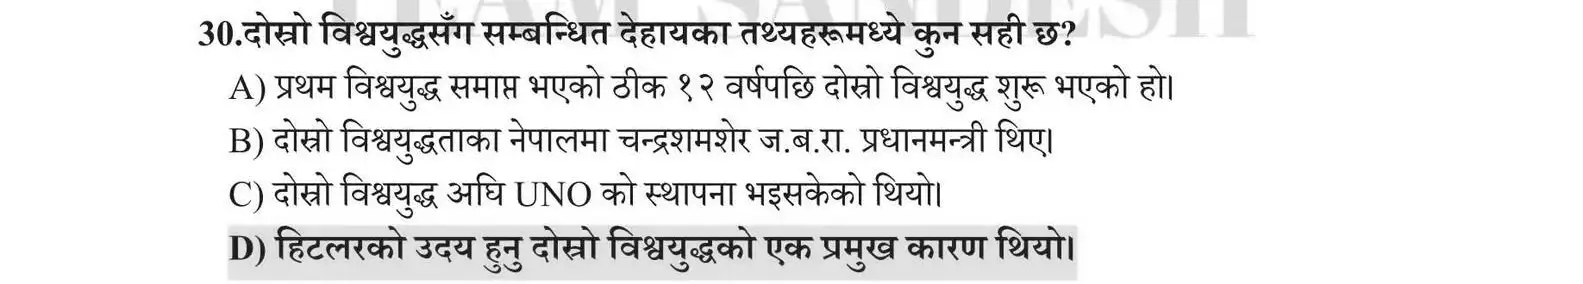 TEAM SANDESH
30.दोस्रो विश्वयुद्धसँग सम्बन्धित देहायका तथ्यहरूमध्ये कुन सही छ?
A) प्रथम विश्वयुद्ध समाप्त भएको ठीक १२ वर्षपछि दोस्रो विश्वयुद्ध शुरू भएको हो।
B) दोस्रो विश्वयुद्धताका नेपालमा चन्द्रशमशेर ज.ब.रा. प्रधानमन्त्री थिए।
C) दोस्रो विश्वयुद्ध अघि UNO को स्थापना भइसकेको थियो।
D) हिटलरको उदय हुनु दोस्रो विश्वयुद्धको एक प्रमुख कारण थियो।